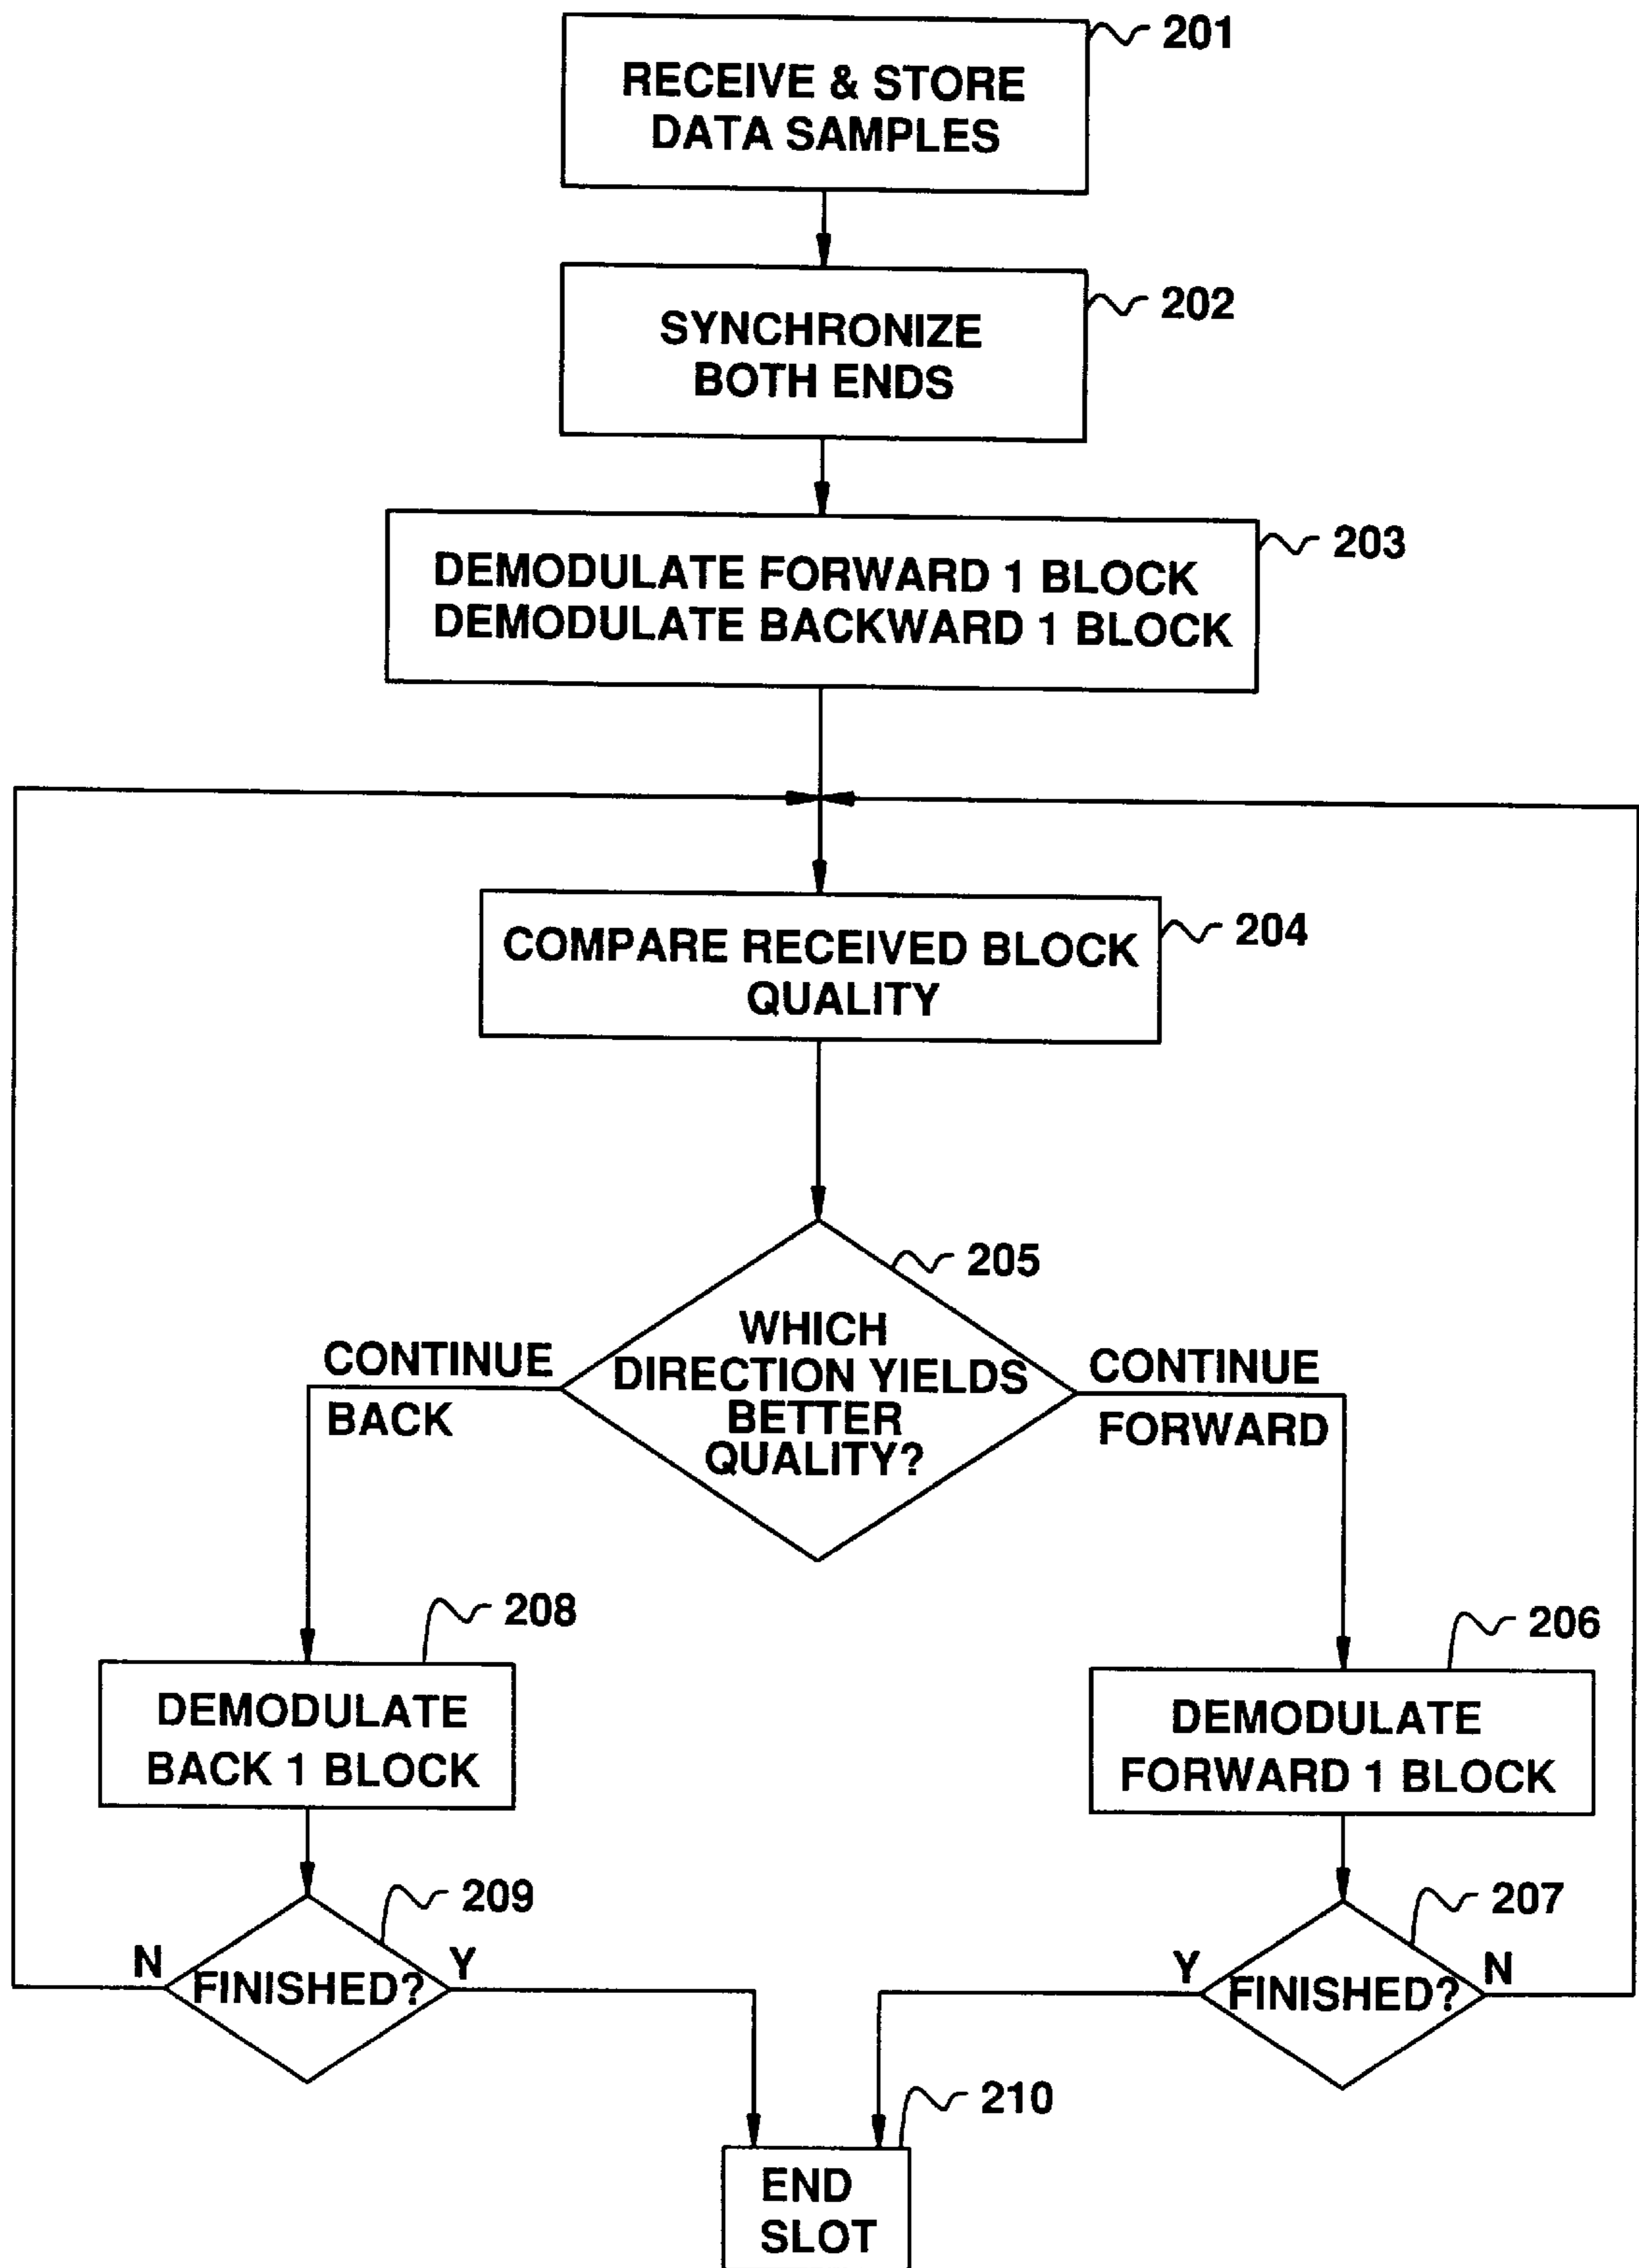 201
RECEIVE & STORE
DATA SAMPLES
202
SYNCHRONIZE
BOTH ENDS
203
DEMODULATE FORWARD 1 BLOCK
DEMODULATE BACKWARD 1 BLOCK
204
COMPARE RECEIVED BLOCK
QUALITY
205
WHICH
DIRECTION YIELDS
BETTER
QUALITY?
CONTINUE
BACK
CONTINUE
FORWARD
208
DEMODULATE
BACK 1 BLOCK
206
DEMODULATE
FORWARD 1 BLOCK
209
N
FINISHED?
Y
207
Y
FINISHED?
N
210
END
SLOT